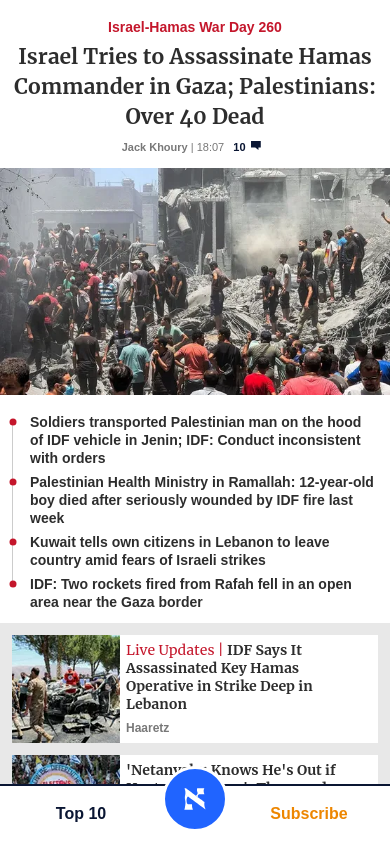 Israel-Hamas War Day 260
Israel Tries to Assassinate Hamas
Commander in Gaza; Palestinians:
Over 40 Dead
Jack Khoury | 18:07 10
Soldiers transported Palestinian man on the hood
of IDF vehicle in Jenin; IDF: Conduct inconsistent
with orders
Palestinian Health Ministry in Ramallah: 12-year-old
boy died after seriously wounded by IDF fire last
week
Kuwait tells own citizens in Lebanon to leave
country amid fears of Israeli strikes
IDF: Two rockets fired from Rafah fell in an open
area near the Gaza border
Live Updates | IDF Says It
Assassinated Key Hamas
Operative in Strike Deep in
Lebanon
Haaretz
Knows He's Out if
Top 10
Subscribe